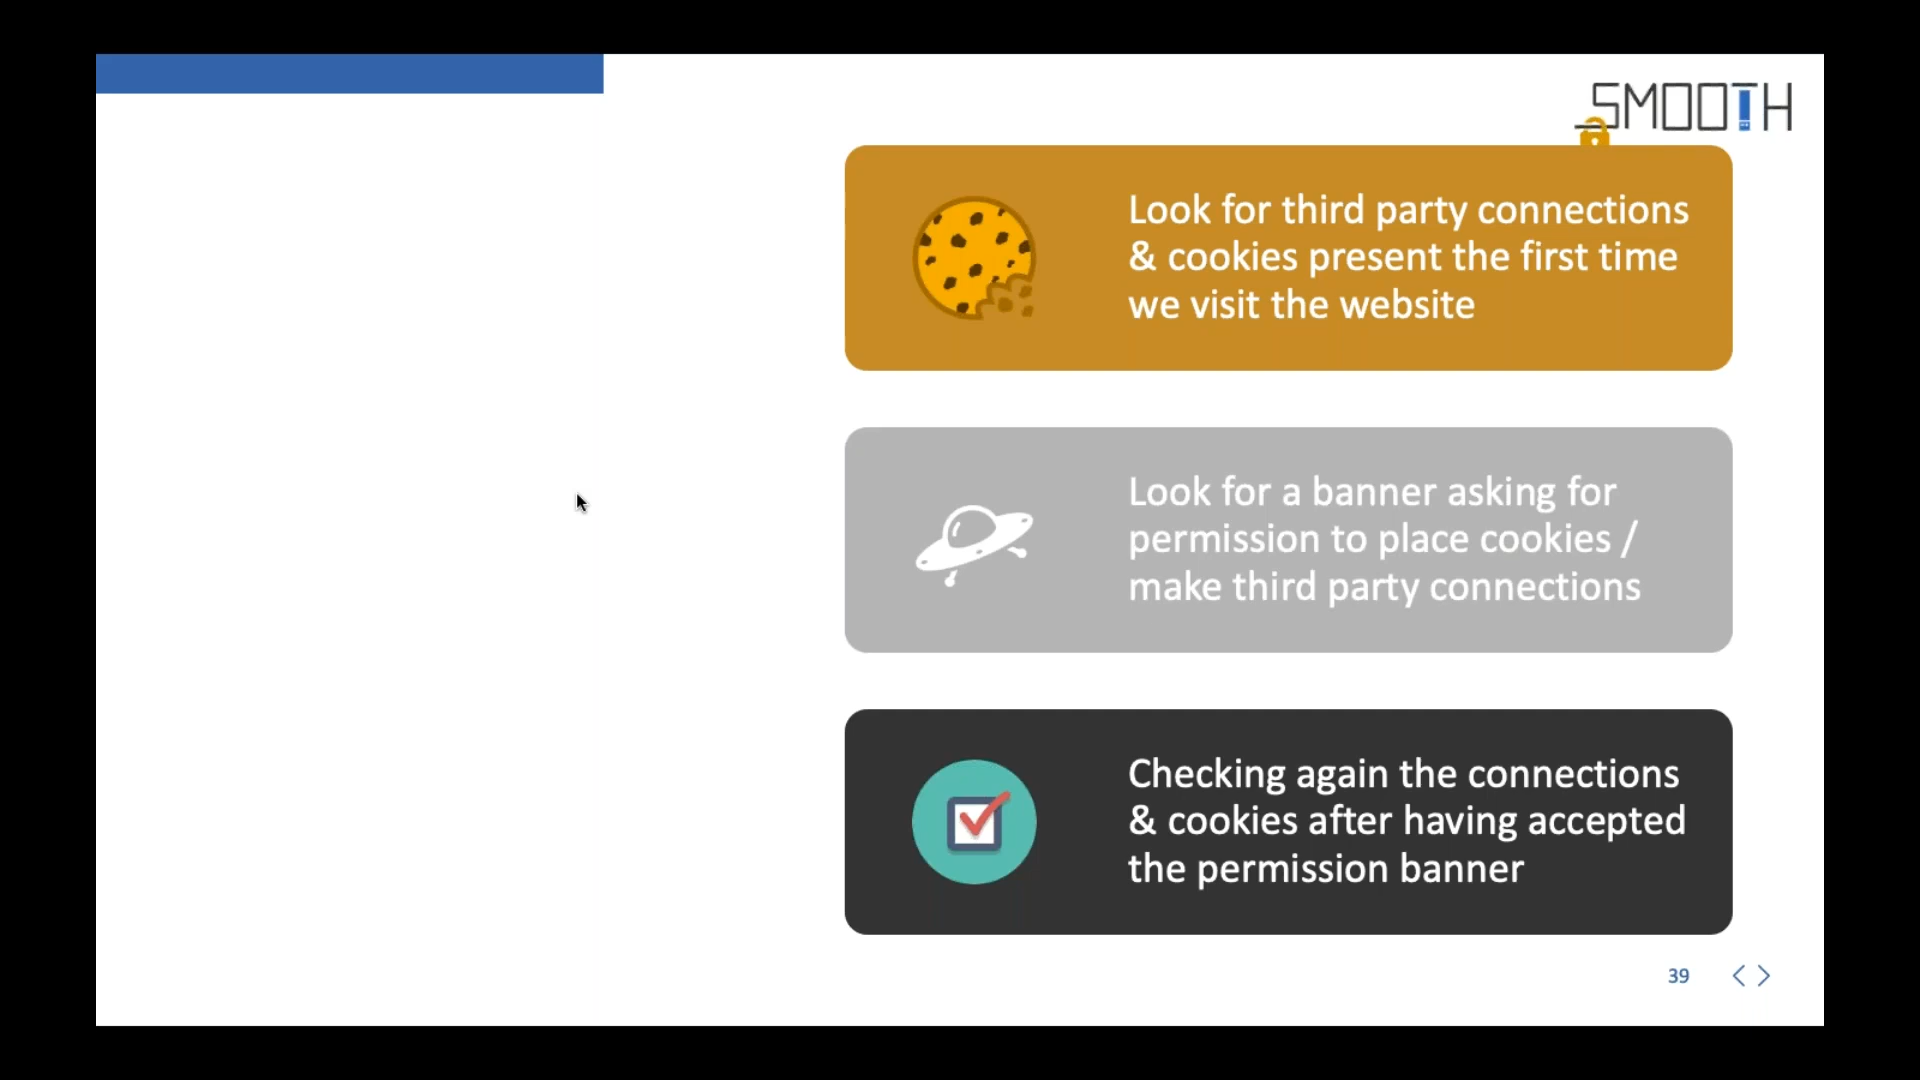 SMOOTH
Look for third party connections
& cookies present the first time
we visit the website
Look for a banner asking for
permission to place cookies /
make third party connections
Checking again the connections
& cookies after having accepted
the permission banner
39 < >